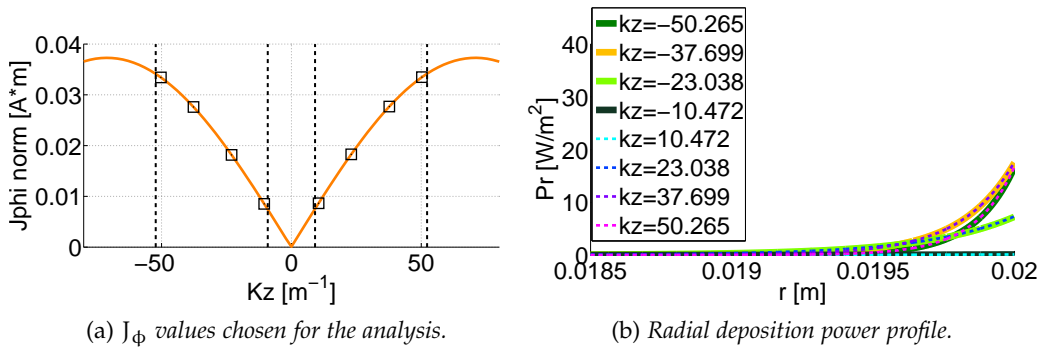 0.04
0.03
0.02
0.01
0
Jphi norm [A*m]
−50
0
50
Kz [m⁻¹]
(a) Jϕ values chosen for the analysis.
40
30
20
10
0
Pr [W/m²]
kz=−50.265
kz=−37.699
kz=−23.038
kz=−10.472
kz=10.472
kz=23.038
kz=37.699
kz=50.265
0.0185
0.019
0.0195
0.02
r [m]
(b) Radial deposition power profile.